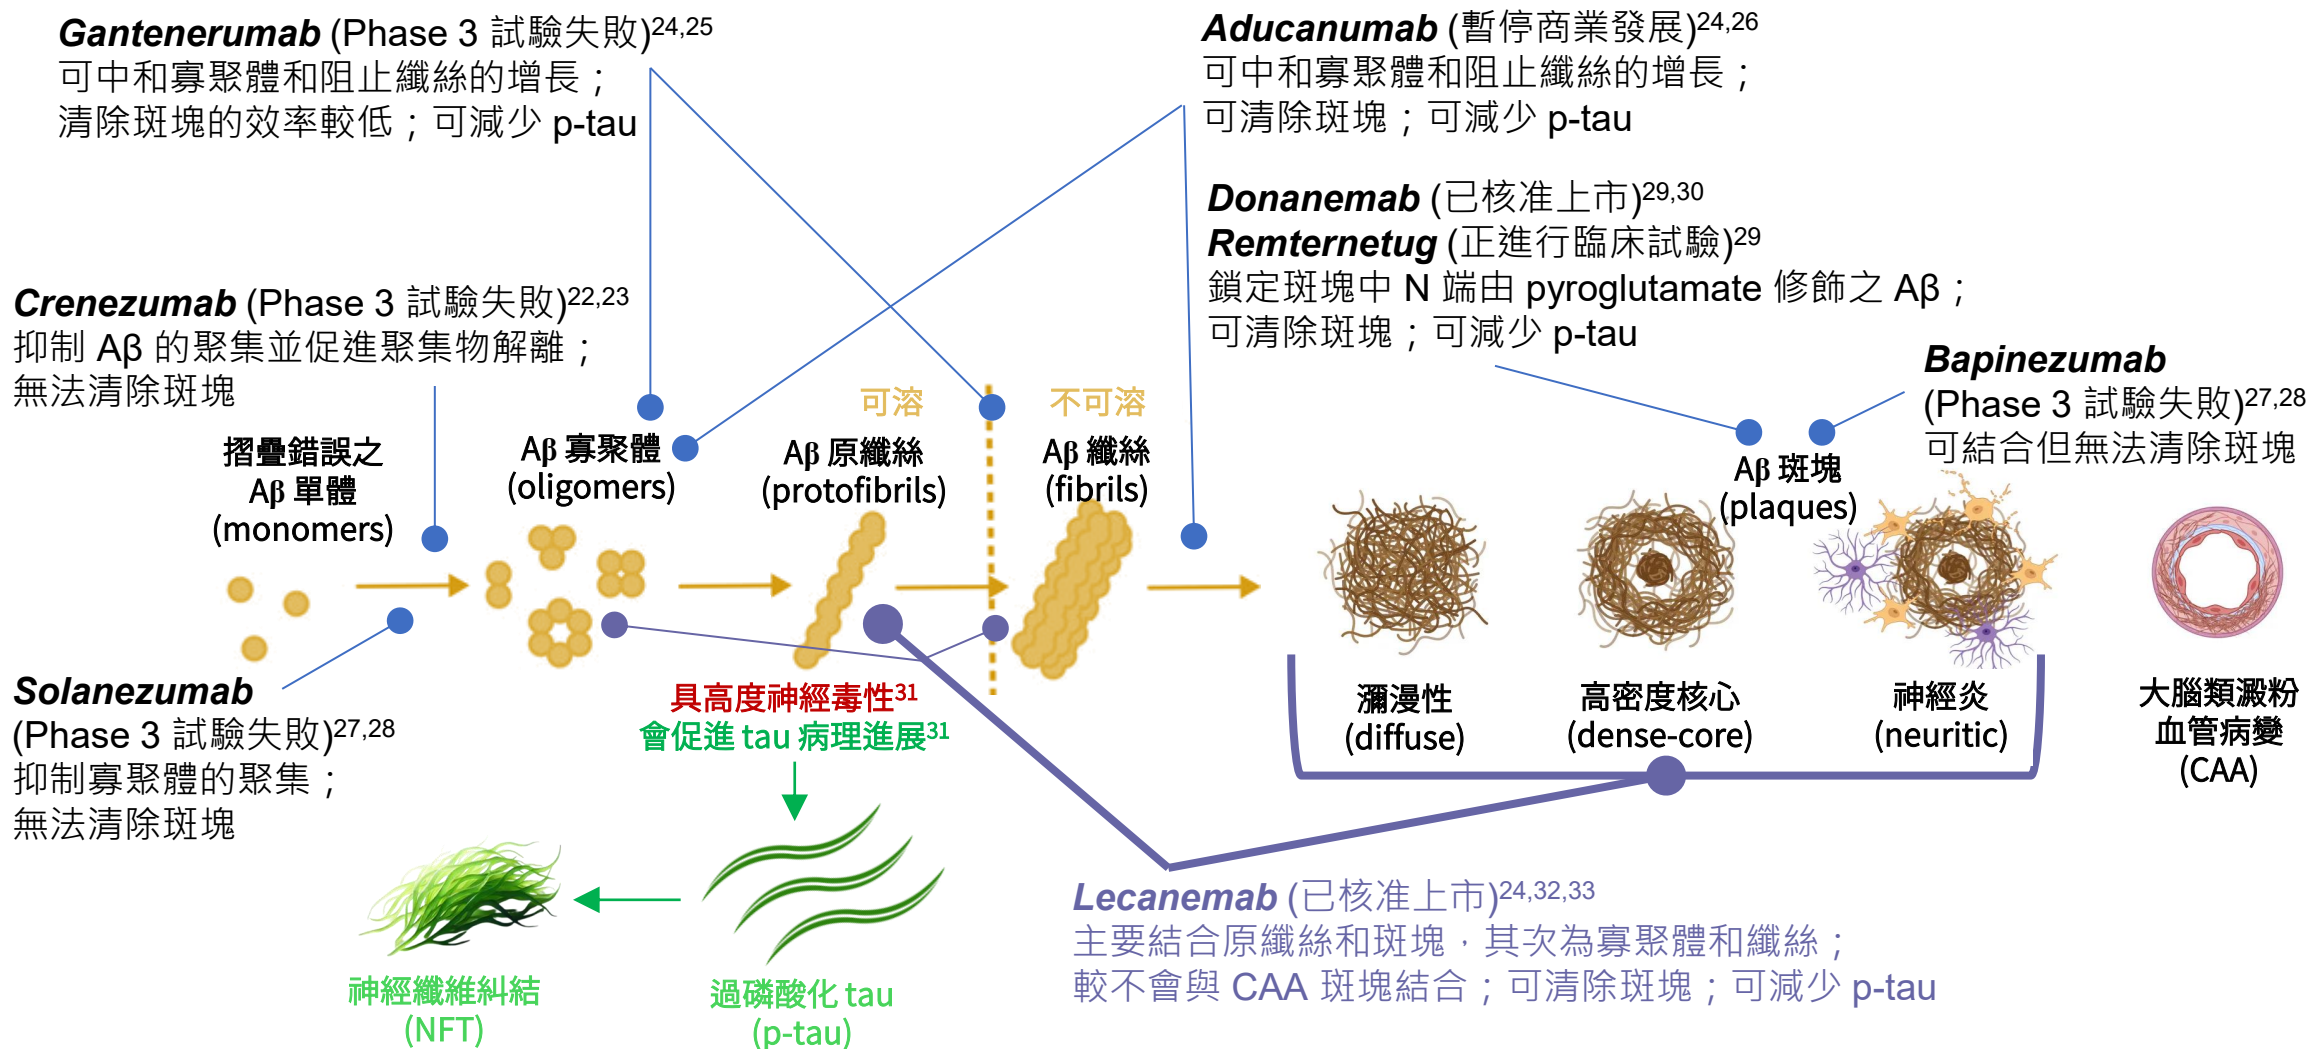 Gantenerumab (Phase 3 試驗失敗)24,25
可中和寡聚體和阻止纖絲的增長；
清除斑塊的效率較低；可減少 p-tau
Aducanumab (暫停商業發展)24,26
可中和寡聚體和阻止纖絲的增長；
可清除斑塊；可減少 p-tau
Donanemab (已核准上市)29,30
Remternetug (正進行臨床試驗)29
鎖定斑塊中 N 端由 pyroglutamate 修飾之 Aβ；
可清除斑塊；可減少 p-tau
Crenezumab (Phase 3 試驗失敗)22,23
抑制 Aβ 的聚集並促進聚集物解離；
無法清除斑塊
Bapinezumab
(Phase 3 試驗失敗)27,28
可結合但無法清除斑塊
可溶
不可溶
摺疊錯誤之
Aβ 單體
(monomers)
Aβ 寡聚體
(oligomers)
Aβ 原纖絲
(protofibrils)
Aβ 纖絲
(fibrils)
Aβ 斑塊
(plaques)
Solanezumab
(Phase 3 試驗失敗)27,28
抑制寡聚體的聚集；
無法清除斑塊
具高度神經毒性31
會促進 tau 病理進展31
瀰漫性
(diffuse)
高密度核心
(dense-core)
神經炎
(neuritic)
大腦類澱粉
血管病變
(CAA)
神經纖維糾結
(NFT)
過磷酸化 tau
(p-tau)
Lecanemab (已核准上市)24,32,33
主要結合原纖絲和斑塊，其次為寡聚體和纖絲；
較不會與 CAA 斑塊結合；可清除斑塊；可減少 p-tau